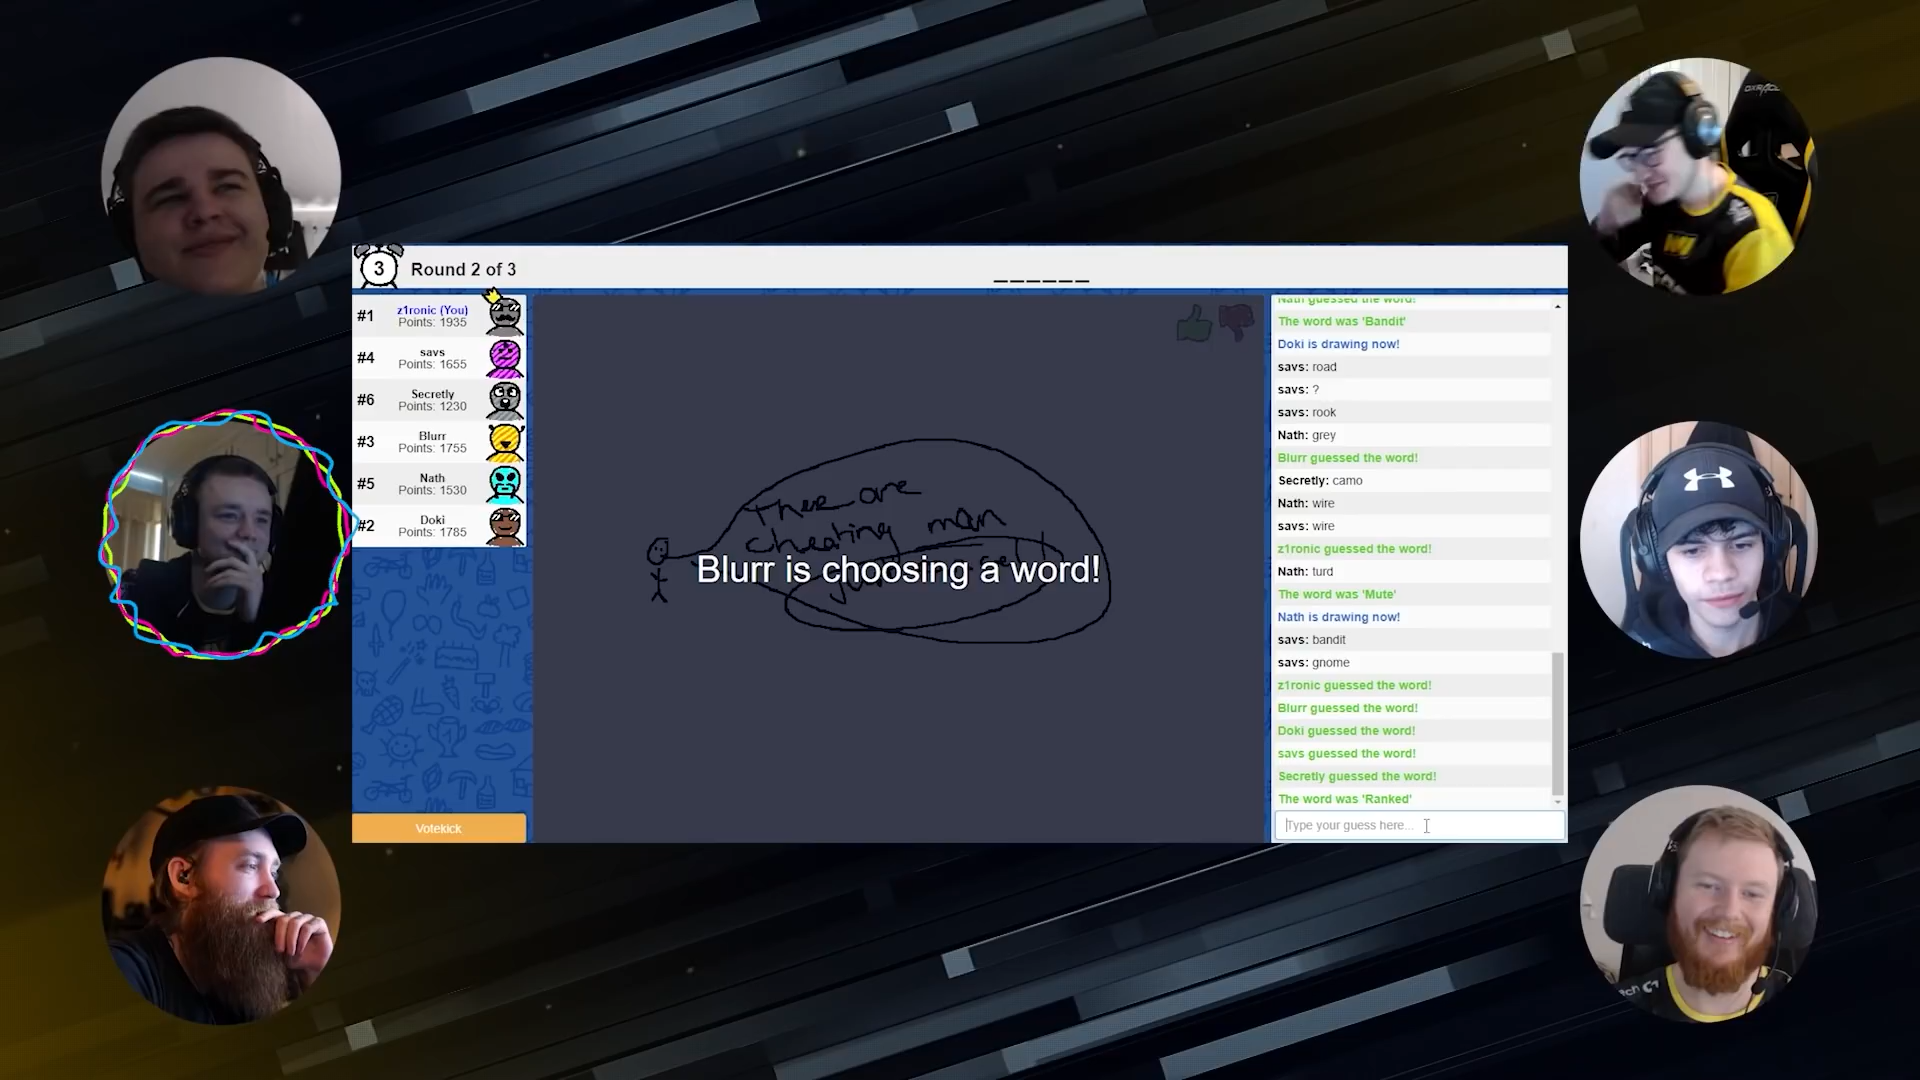 3 Round 2 of 3
______
#1 z1ronic (You)
Points: 1935
#4 savs
Points: 1655
#6 Secretly
Points: 1230
#3 Blurr
Points: 1755
#5 Nath
Points: 1530
#2 Doki
Points: 1785
Votekick
There are
cheating man
Blurr is choosing a word!
Nath guessed the word!
The word was 'Bandit'
Doki is drawing now!
savs: road
savs: ?
savs: rook
Nath: grey
Blurr guessed the word!
Secretly: camo
Nath: wire
savs: wire
z1ronic guessed the word!
Nath: turd
The word was 'Mute'
Nath is drawing now!
savs: bandit
savs: gnome
z1ronic guessed the word!
Blurr guessed the word!
Doki guessed the word!
savs guessed the word!
Secretly guessed the word!
The word was 'Ranked'
Type your guess here...